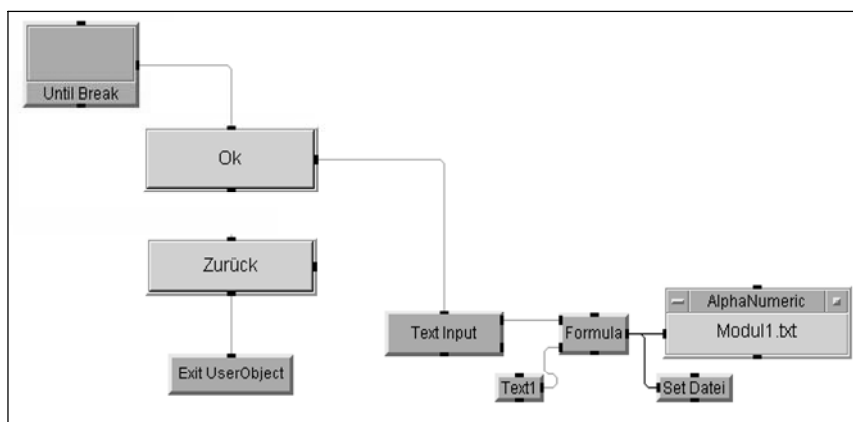 Until Break
Ok
Zurück
Exit UserObject
Text Input
Formula
Text1
AlphaNumeric
Modul1.txt
Set Datei